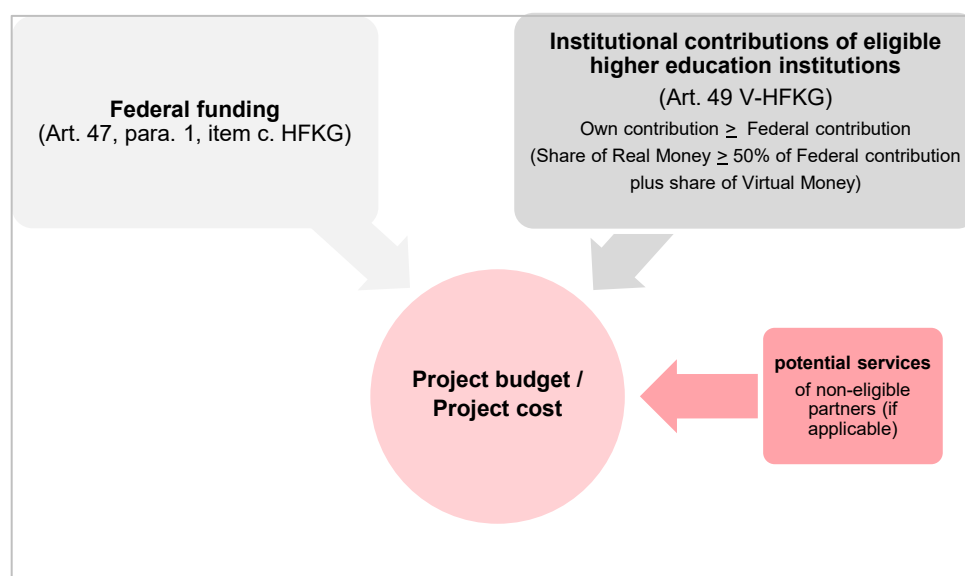 Federal funding
(Art. 47, para. 1, item c. HFKG)
Institutional contributions of eligible
higher education institutions
(Art. 49 V-HFKG)
Own contribution ≥ Federal contribution
(Share of Real Money ≥ 50% of Federal contribution
plus share of Virtual Money)
Project budget /
Project cost
potential services
of non-eligible
partners (if
applicable)